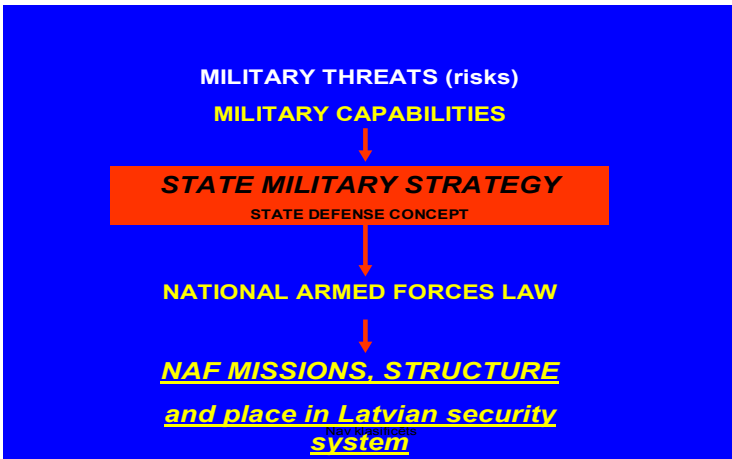 MILITARY THREATS (risks)
MILITARY CAPABILITIES
STATE MILITARY STRATEGY
STATE DEFENSE CONCEPT
NATIONAL ARMED FORCES LAW
NAF MISSIONS, STRUCTURE
and place in Latvian security
system